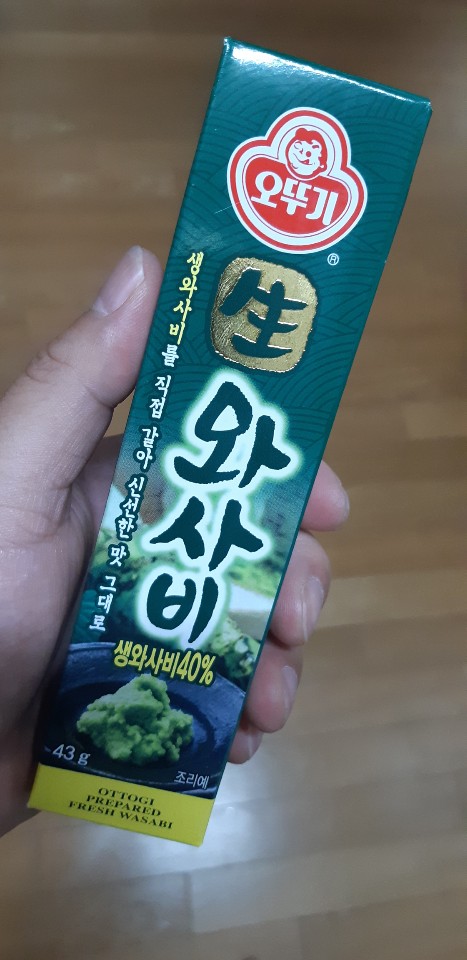 오뚜기
®
生
와사비
생와사비를 직접 갈아 신선한 맛 그대로
생와사비40%
43 g
조리예
OTTOGI
PREPARED
FRESH WASABI